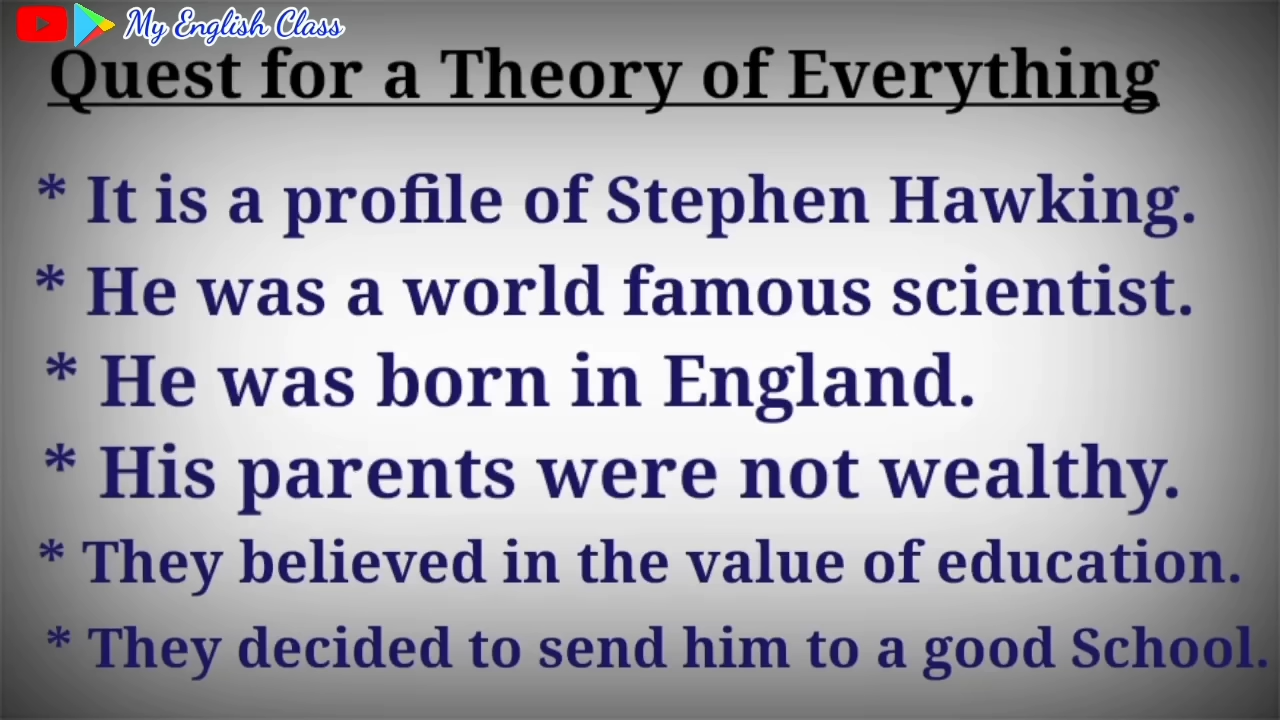 My English Class
Quest for a Theory of Everything
* It is a profile of Stephen Hawking.
* He was a world famous scientist.
* He was born in England.
* His parents were not wealthy.
* They believed in the value of education.
* They decided to send him to a good School.